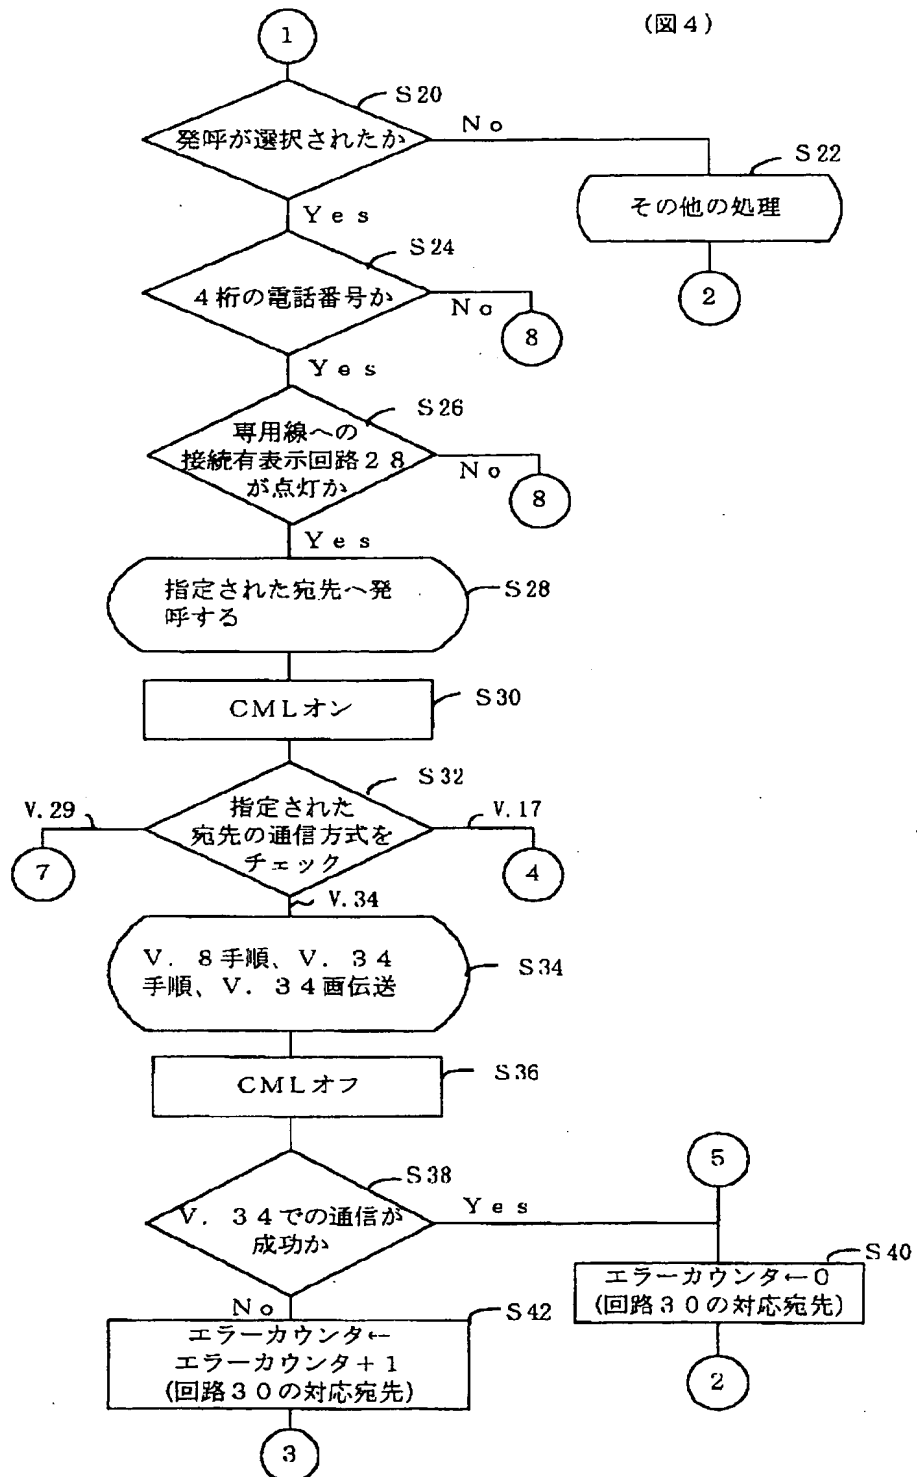 (図4)
1
S20
発呼が選択されたか
No
Yes
S22
その他の処理
2
S24
4桁の電話番号か
No
8
Yes
S26
専用線への
接続有表示回路28
が点灯か
No
8
Yes
S28
指定された宛先へ発
呼する
S30
CMLオン
S32
指定された
宛先の通信方式を
チェック
V.29
7
V.17
4
V.34
S34
V.8手順、V.34
手順、V.34画伝送
S36
CMLオフ
S38
V.34での通信が
成功か
Yes
5
S40
エラーカウンタ←0
(回路30の対応宛先)
2
No
S42
エラーカウンタ←
エラーカウンタ+1
(回路30の対応宛先)
3